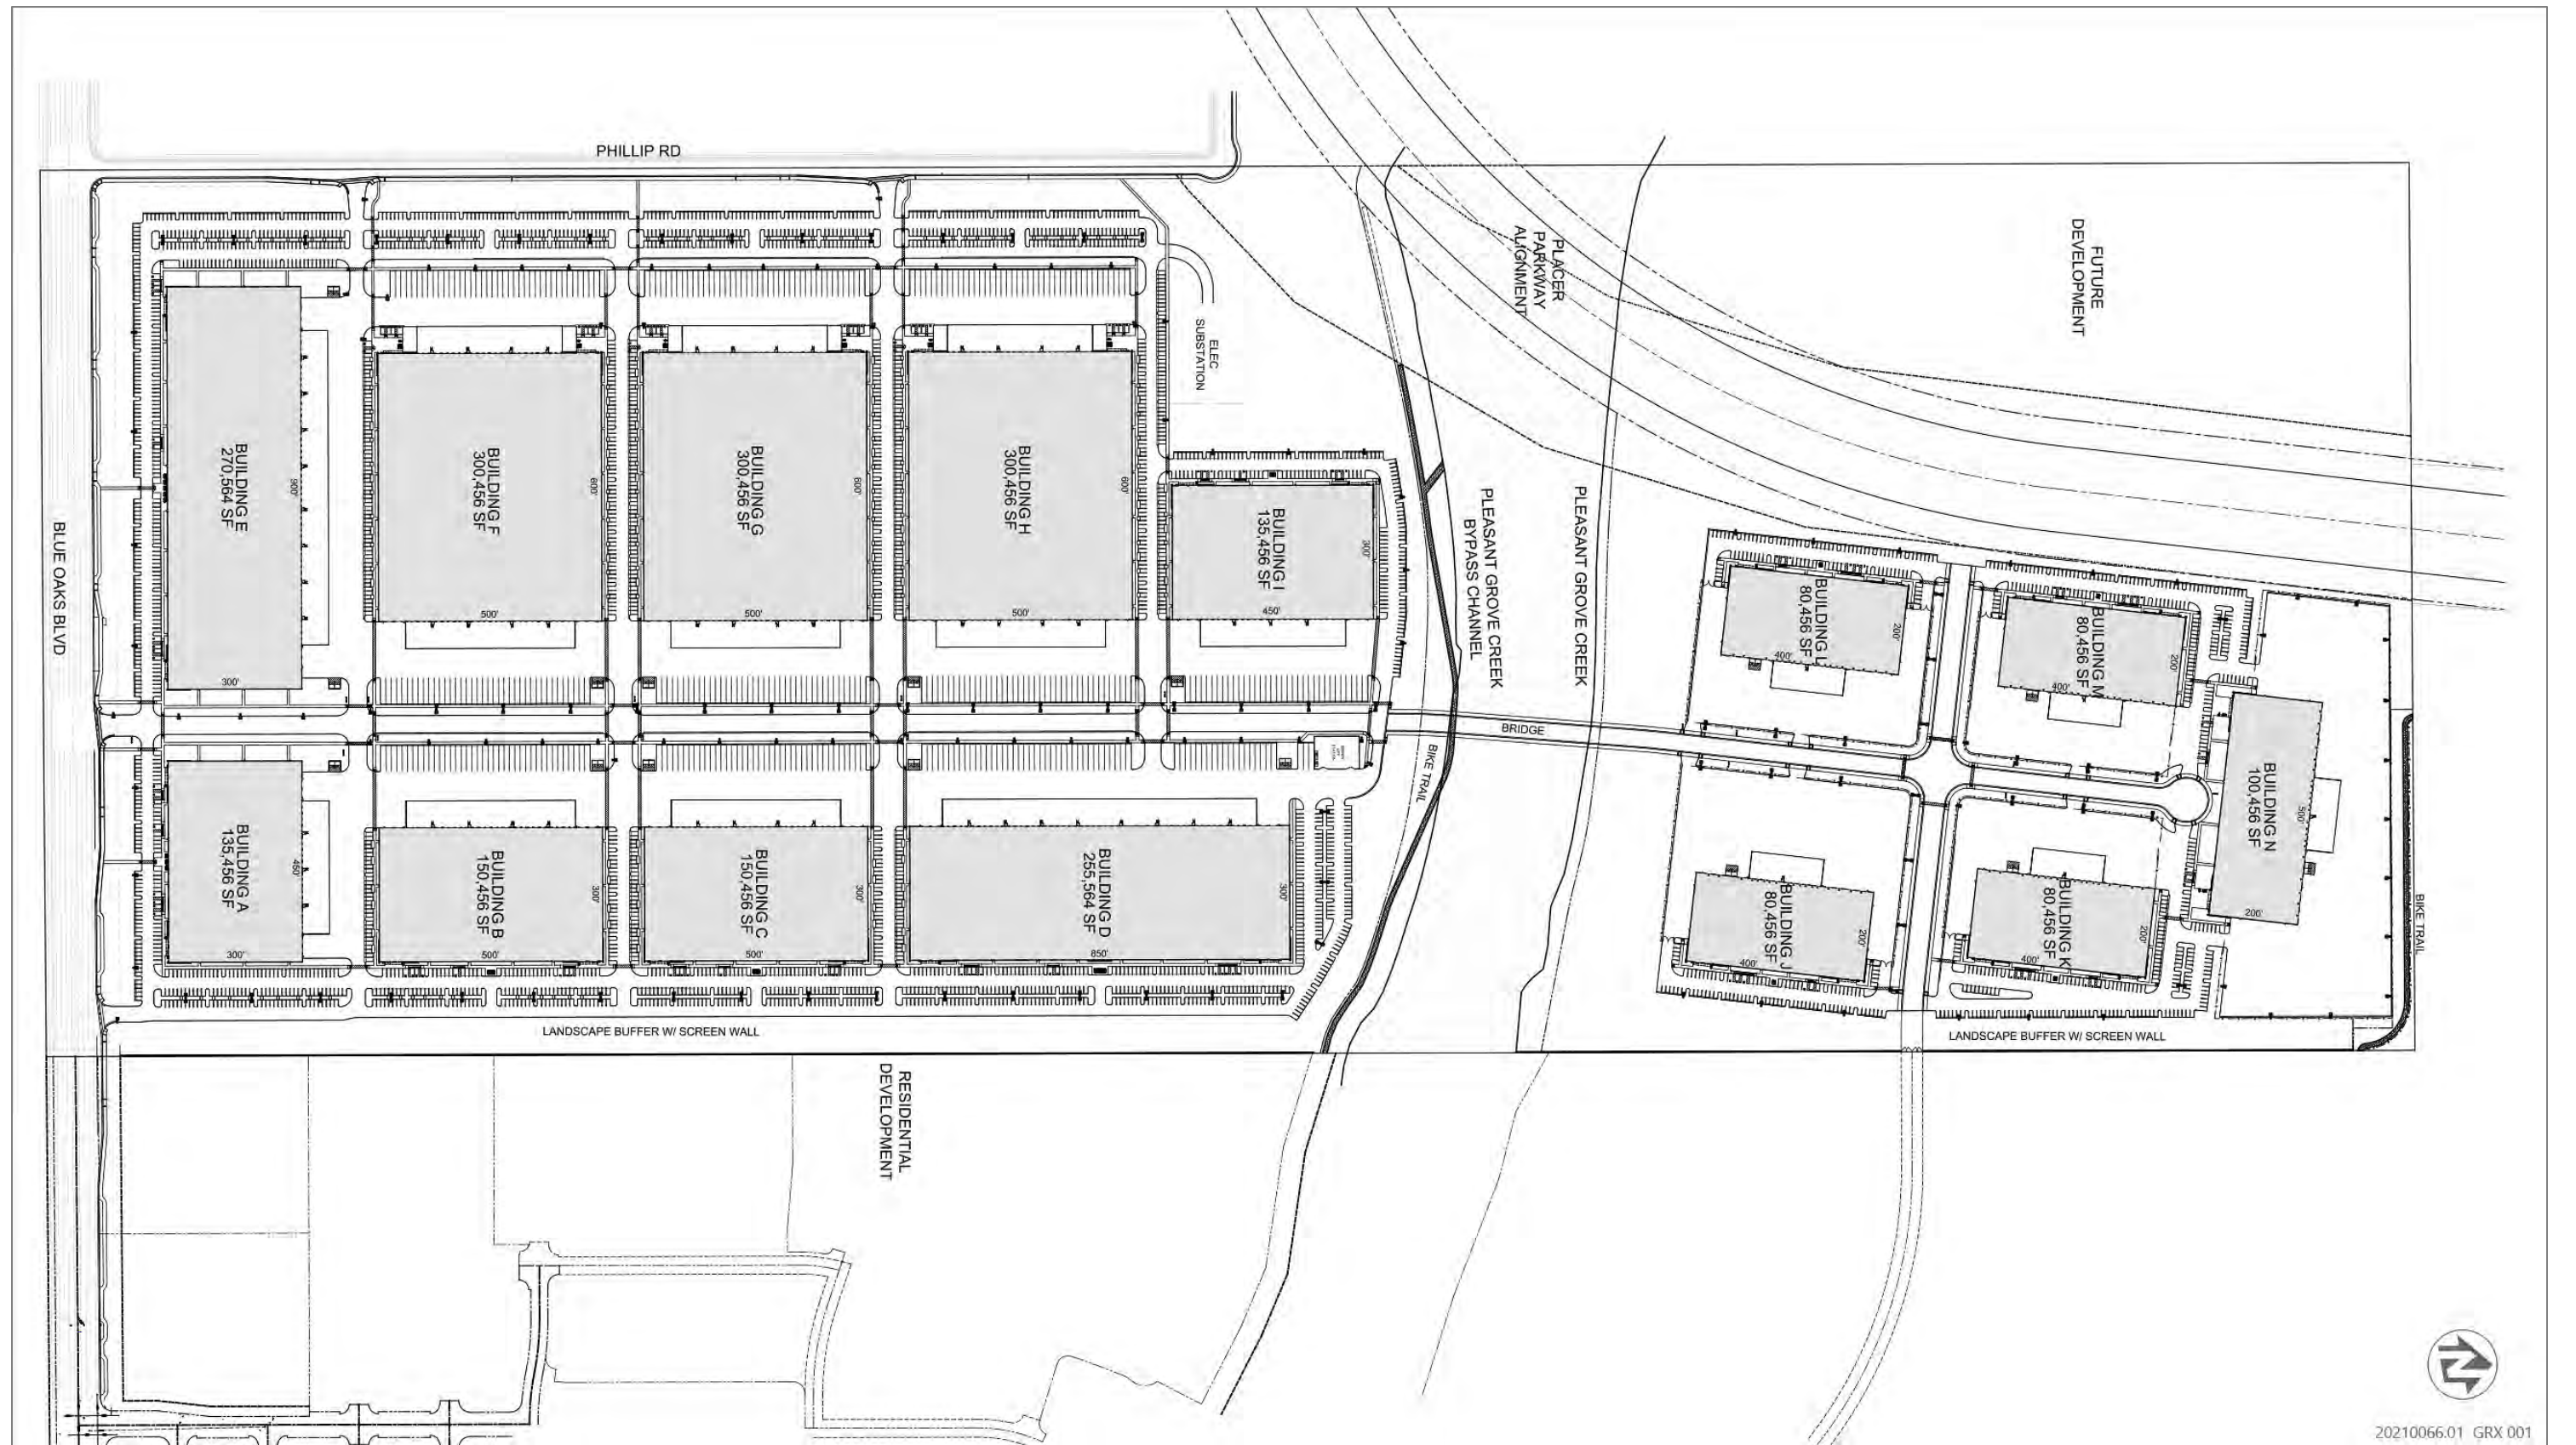 PHILLIP RD
BLUE OAKS BLVD
BUILDING E
270,564 SF
900'
300'
BUILDING F
300,456 SF
600'
500'
BUILDING G
300,456 SF
600'
500'
BUILDING H
300,456 SF
600'
500'
ELEC
SUBSTATION
BUILDING I
135,456 SF
300'
450'
BUILDING A
135,456 SF
450'
300'
BUILDING B
150,456 SF
300'
500'
BUILDING C
150,456 SF
300'
500'
BUILDING D
255,564 SF
300'
850'
LANDSCAPE BUFFER W/ SCREEN WALL
RESIDENTIAL
DEVELOPMENT
PLACER
PARKWAY
ALIGNMENT
PLEASANT GROVE CREEK
BYPASS CHANNEL
PLEASANT GROVE CREEK
BRIDGE
BIKE TRAIL
FUTURE
DEVELOPMENT
BUILDING L
80,456 SF
200'
400'
BUILDING M
80,456 SF
200'
400'
BUILDING N
100,456 SF
500'
200'
BUILDING J
80,456 SF
200'
400'
BUILDING K
80,456 SF
200'
400'
LANDSCAPE BUFFER W/ SCREEN WALL
BIKE TRAIL
20210066.01 GRX 001